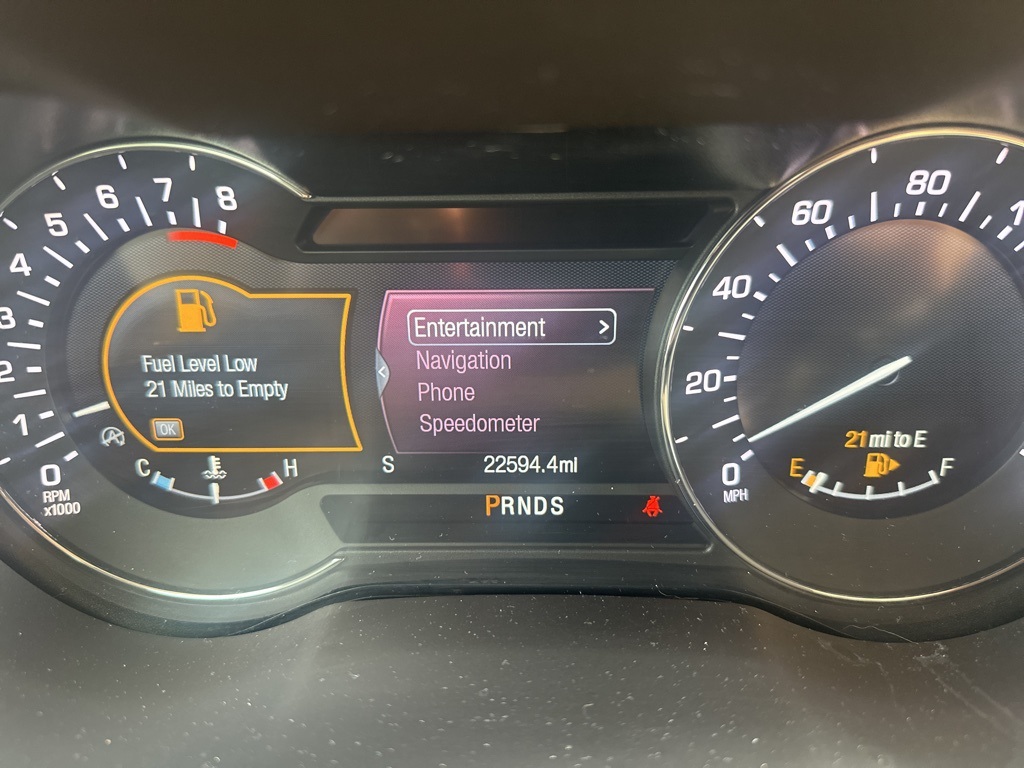 8
7
6
5
4
3
2
1
0
RPM
x1000
Fuel Level Low
21 Miles to Empty
OK
C
H
Entertainment >
Navigation
Phone
Speedometer
<
S
22594.4mi
PRNDS
80
60
40
20
0
MPH
21 mi to E
E
F